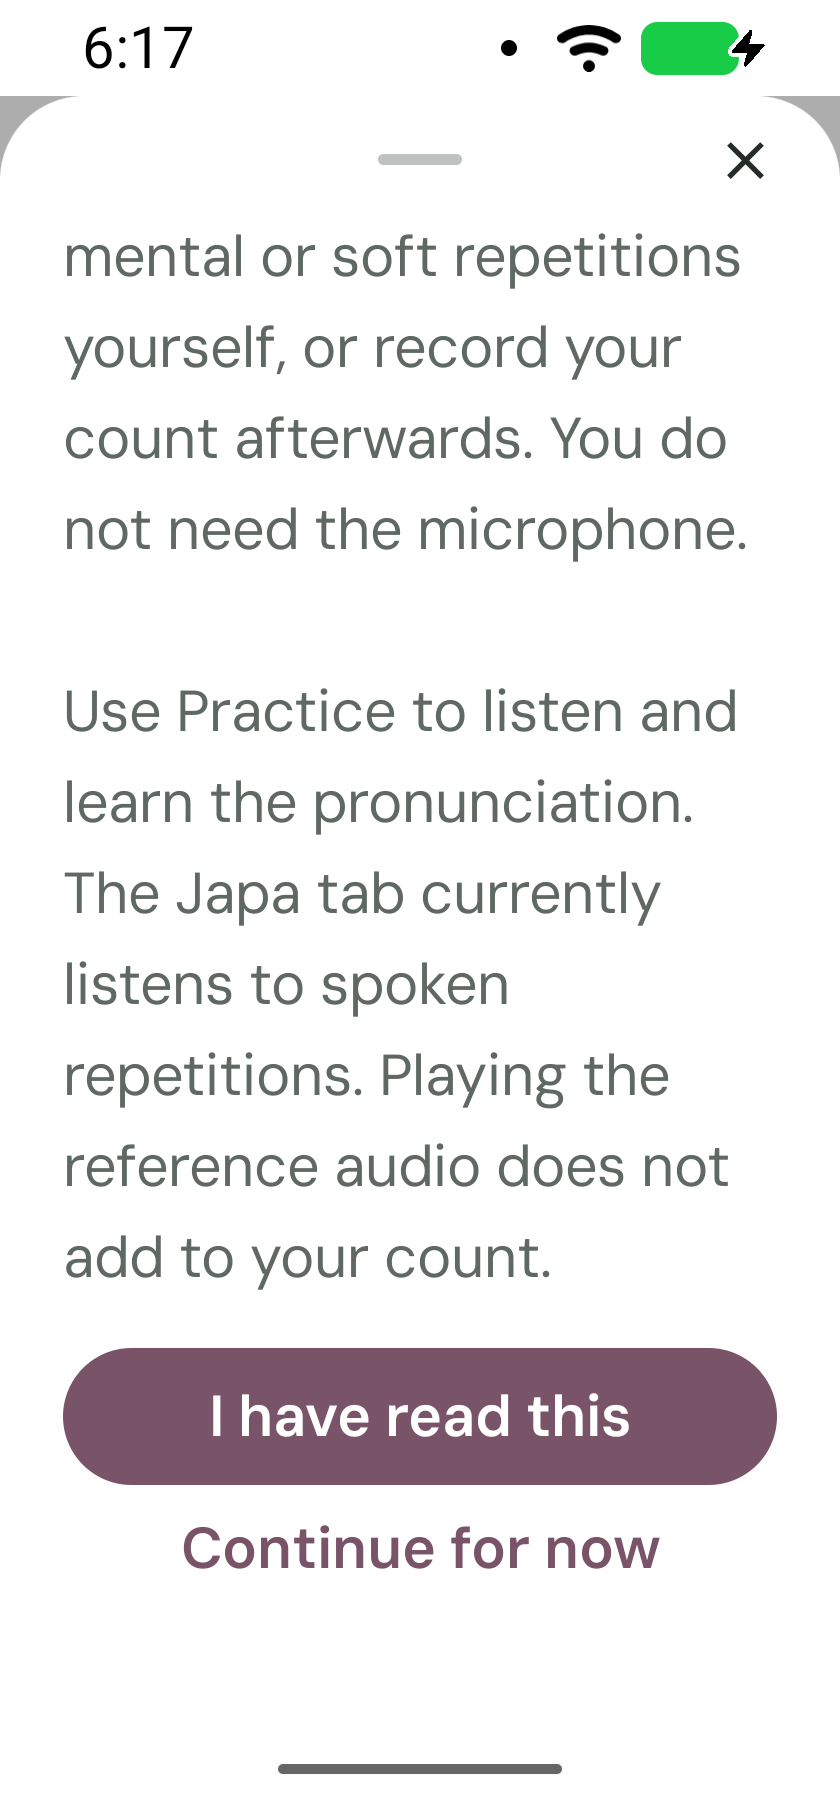 6:17
mental or soft repetitions
yourself, or record your
count afterwards. You do
not need the microphone.
Use Practice to listen and
learn the pronunciation.
The Japa tab currently
listens to spoken
repetitions. Playing the
reference audio does not
add to your count.
I have read this
Continue for now